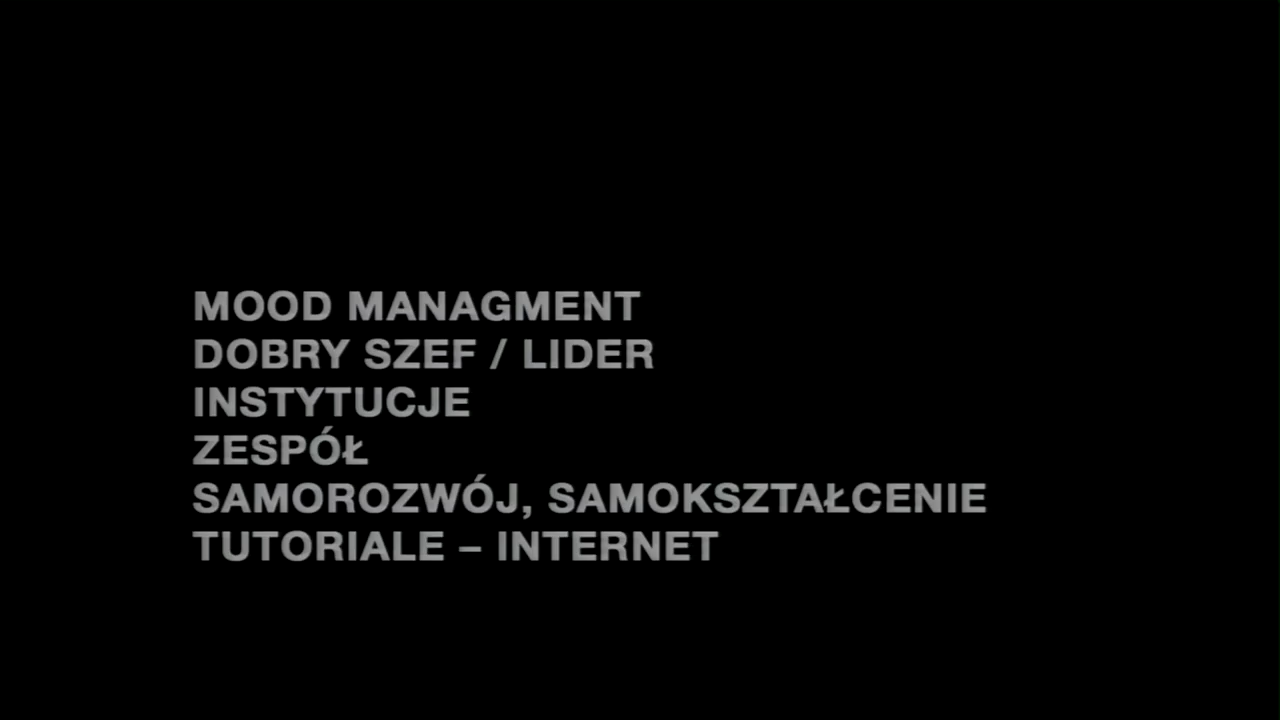 MOOD MANAGMENT
DOBRY SZEF / LIDER
INSTYTUCJE
ZESPÓŁ
SAMOROZWÓJ, SAMOKSZTAŁCENIE
TUTORIALE – INTERNET